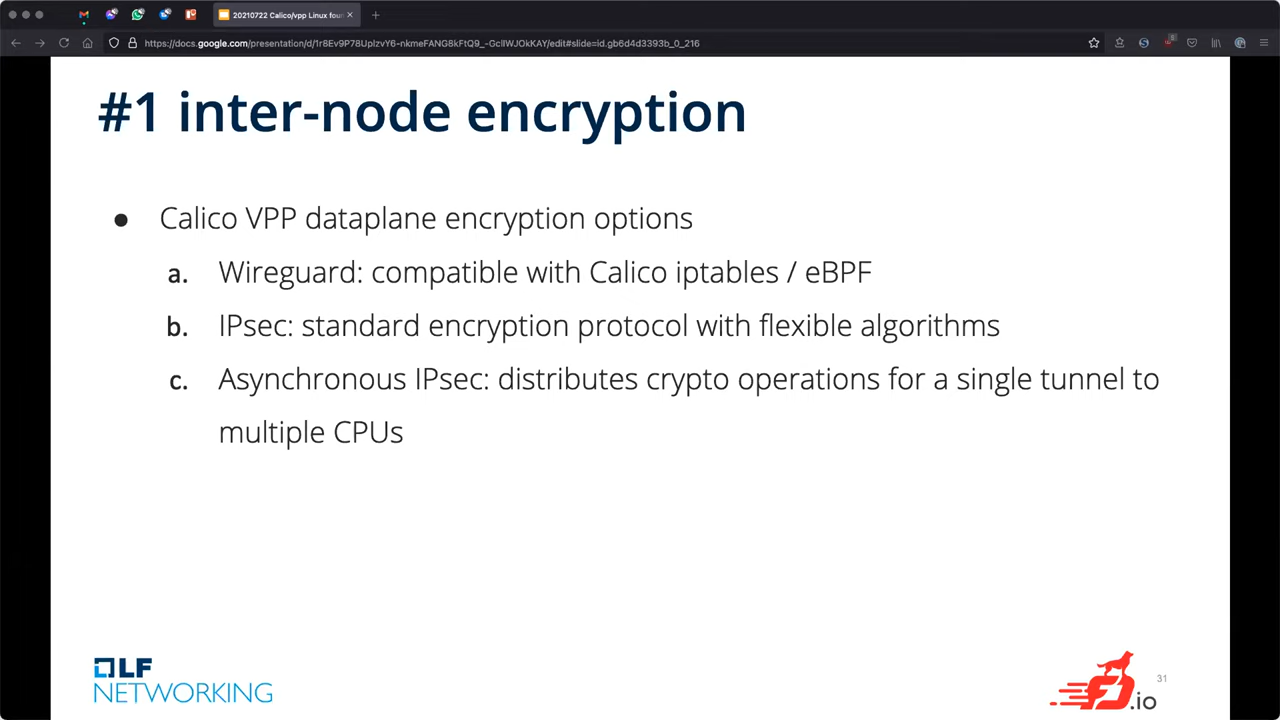 20210722 Calico/vpp Linux fou
https://docs.google.com/presentation/d/1r8Ev9P78UplzvY6-nkmeFANG8kFtQ9_-GclIWJOkKAY/edit#slide=id.gb6d4d3393b_0_216
#1 inter-node encryption
● Calico VPP dataplane encryption options
a. Wireguard: compatible with Calico iptables / eBPF
b. IPsec: standard encryption protocol with flexible algorithms
c. Asynchronous IPsec: distributes crypto operations for a single tunnel to
multiple CPUs
LF
NETWORKING
FD.io
31